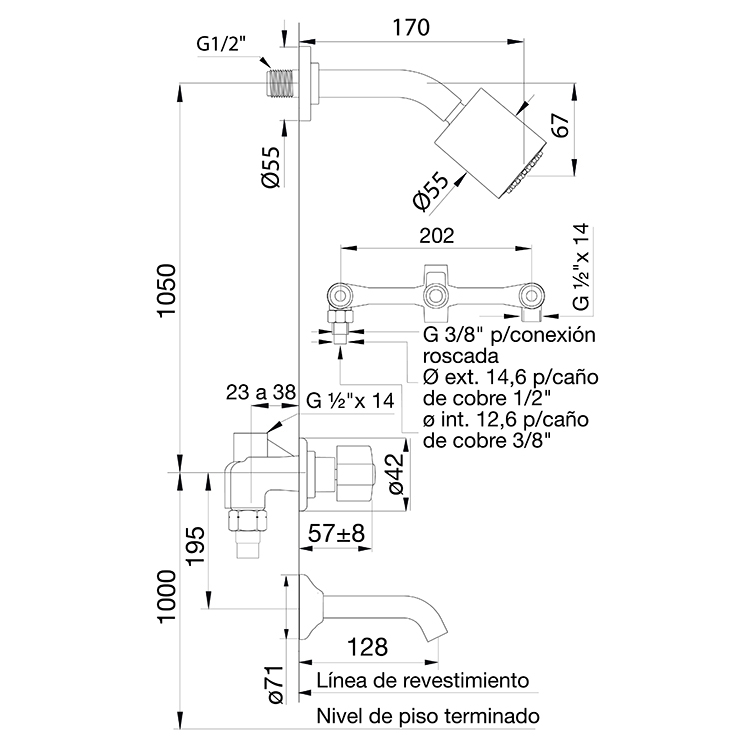 170
G1/2"
67
Ø55
Ø55
202
G ½"x 14
1050
G 3/8" p/conexión
roscada
Ø ext. 14,6 p/caño
de cobre 1/2"
ø int. 12,6 p/caño
de cobre 3/8"
23 a 38
G ½"x 14
ø42
57±8
195
1000
128
ø71
Línea de revestimiento
Nivel de piso terminado